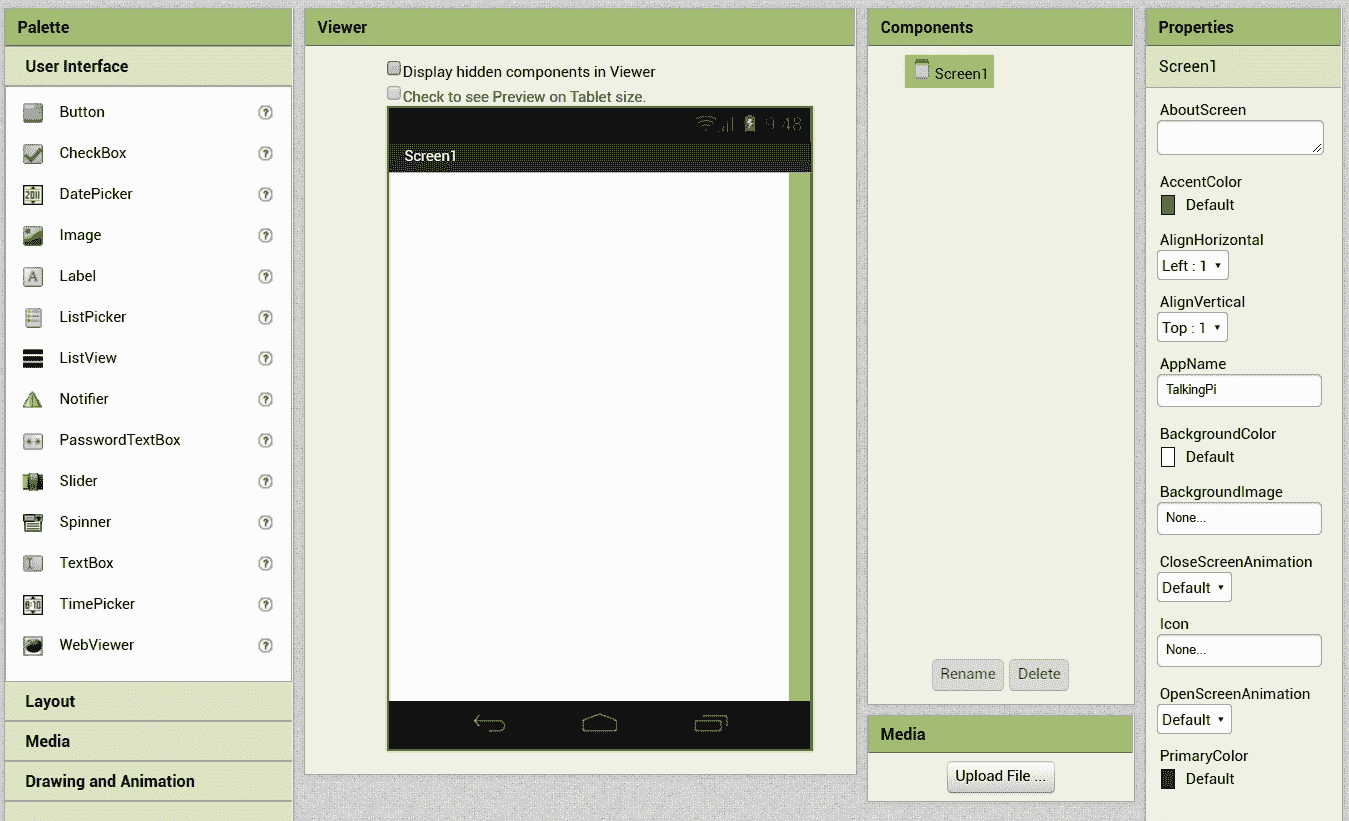 Palette
User Interface
Button
CheckBox
DatePicker
Image
Label
ListPicker
ListView
Notifier
PasswordTextBox
Slider
Spinner
TextBox
TimePicker
WebViewer
Layout
Media
Drawing and Animation
Viewer
Display hidden components in Viewer
Check to see Preview on Tablet size.
9:48
Screen1
Components
Screen1
Rename Delete
Media
Upload File ...
Properties
Screen1
AboutScreen
AccentColor
Default
AlignHorizontal
Left : 1
AlignVertical
Top : 1
AppName
TalkingPi
BackgroundColor
Default
BackgroundImage
None...
CloseScreenAnimation
Default
Icon
None...
OpenScreenAnimation
Default
PrimaryColor
Default